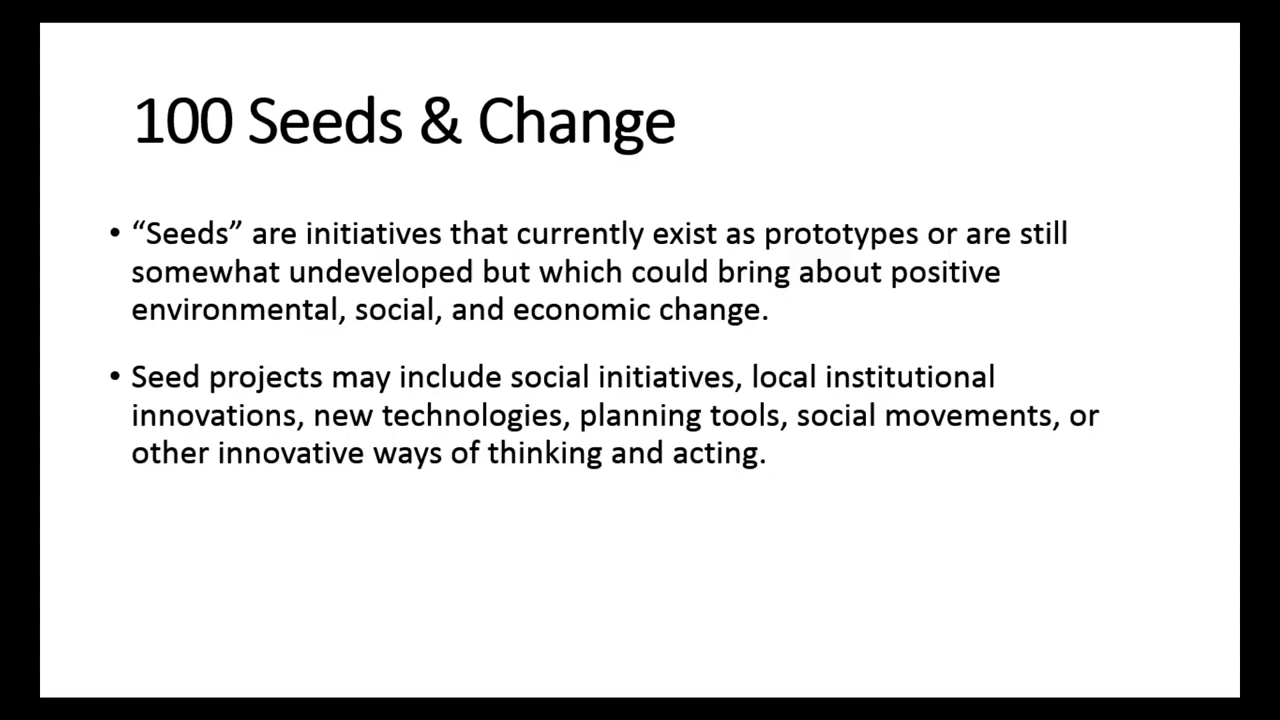 100 Seeds & Change
• “Seeds” are initiatives that currently exist as prototypes or are still
somewhat undeveloped but which could bring about positive
environmental, social, and economic change.
• Seed projects may include social initiatives, local institutional
innovations, new technologies, planning tools, social movements, or
other innovative ways of thinking and acting.